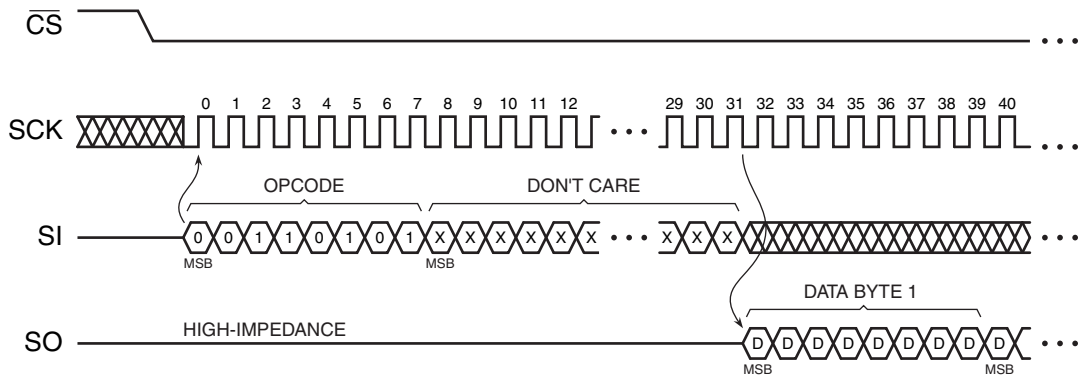 CS
0 1 2 3 4 5 6 7 8 9 10 11 12 29 30 31 32 33 34 35 36 37 38 39 40
SCK
OPCODE DON'T CARE
SI 0 0 1 1 0 1 0 1 X X X X X X X X X
MSB MSB
DATA BYTE 1
HIGH-IMPEDANCE
SO D D D D D D D D D
MSB MSB